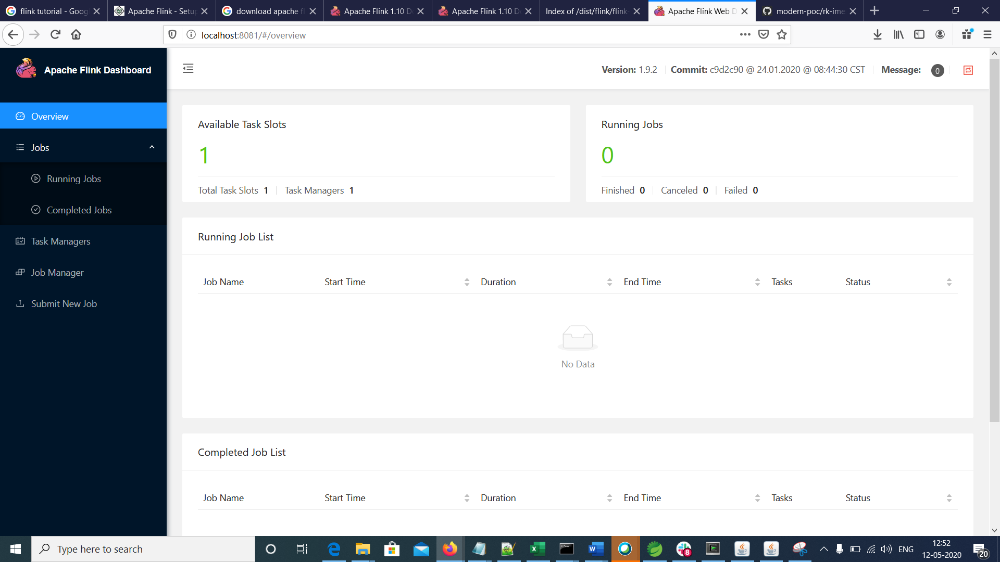 flink tutorial - Goog
Apache Flink - Setup
download apache fl
Apache Flink 1.10 Do
Apache Flink 1.10 Do
Index of /dist/flink/flink-
Apache Flink Web D
modern-poc/rk-ime
localhost:8081/#/overview
Apache Flink Dashboard
Version: 1.9.2
Commit: c9d2c90 @ 24.01.2020 @ 08:44:30 CST
Message: 0
Overview
Jobs
Running Jobs
Completed Jobs
Task Managers
Job Manager
Submit New Job
Available Task Slots
1
Total Task Slots 1
Task Managers 1
Running Jobs
0
Finished 0
Canceled 0
Failed 0
Running Job List
Job Name Start Time Duration End Time Tasks Status
No Data
Completed Job List
Job Name Start Time Duration End Time Tasks Status
Type here to search
8
ENG
12:52
12-05-2020
20